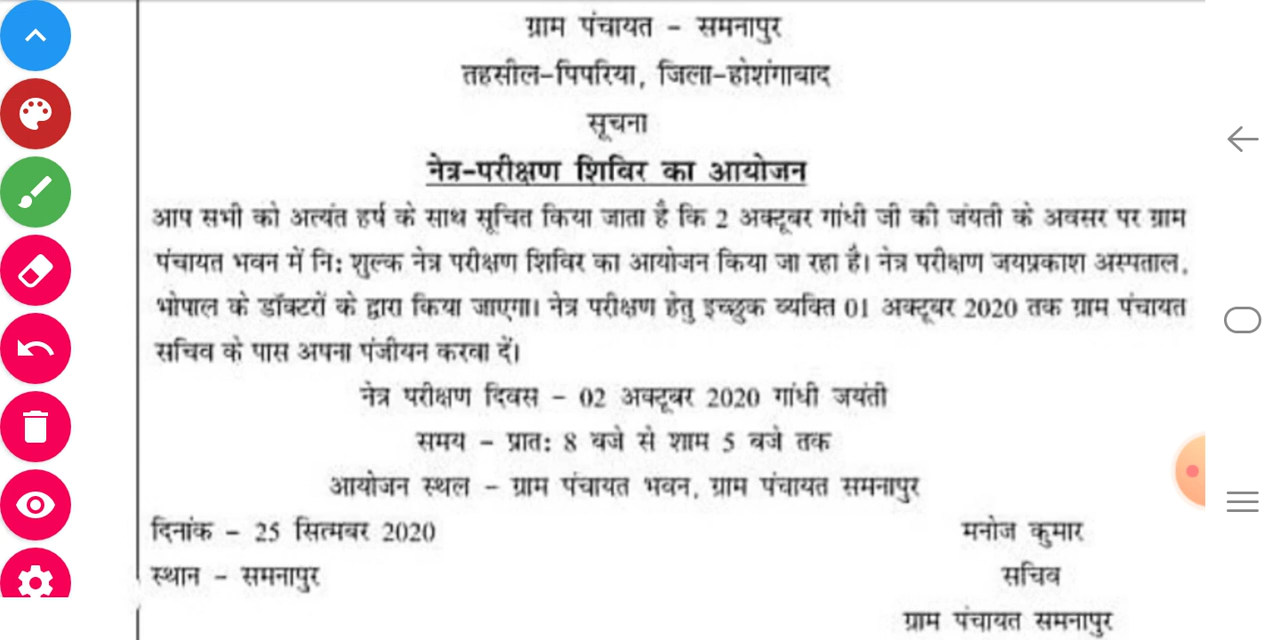 ग्राम पंचायत - समनापुर
तहसील-पिपरिया, जिला-होशंगाबाद
सूचना
नेत्र-परीक्षण शिविर का आयोजन
आप सभी को अत्यंत हर्ष के साथ सूचित किया जाता है कि 2 अक्टूबर गांधी जी की जंयती के अवसर पर ग्राम
पंचायत भवन में नि: शुल्क नेत्र परीक्षण शिविर का आयोजन किया जा रहा है। नेत्र परीक्षण जयप्रकाश अस्पताल,
भोपाल के डॉक्टरों के द्वारा किया जाएगा। नेत्र परीक्षण हेतु इच्छुक व्यक्ति 01 अक्टूबर 2020 तक ग्राम पंचायत
सचिव के पास अपना पंजीयन करवा दें।
नेत्र परीक्षण दिवस - 02 अक्टूबर 2020 गांधी जयंती
समय - प्रात: 8 बजे से शाम 5 बजे तक
आयोजन स्थल - ग्राम पंचायत भवन, ग्राम पंचायत समनापुर
दिनांक - 25 सित्मबर 2020
मनोज कुमार
स्थान - समनापुर
सचिव
ग्राम पंचायत समनापुर